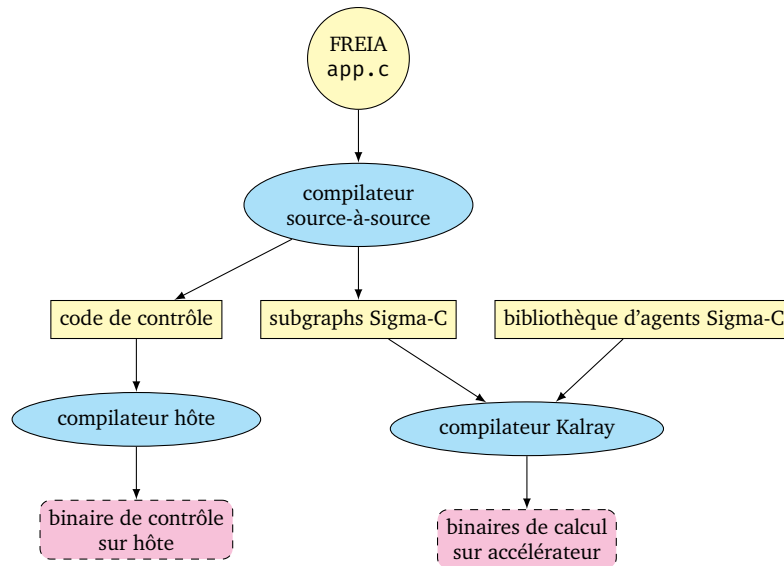 FREIA
app.c
compilateur
source-à-source
code de contrôle
subgraphs Sigma-C
bibliothèque d'agents Sigma-C
compilateur hôte
compilateur Kalray
binaire de contrôle
sur hôte
binaires de calcul
sur accélérateur